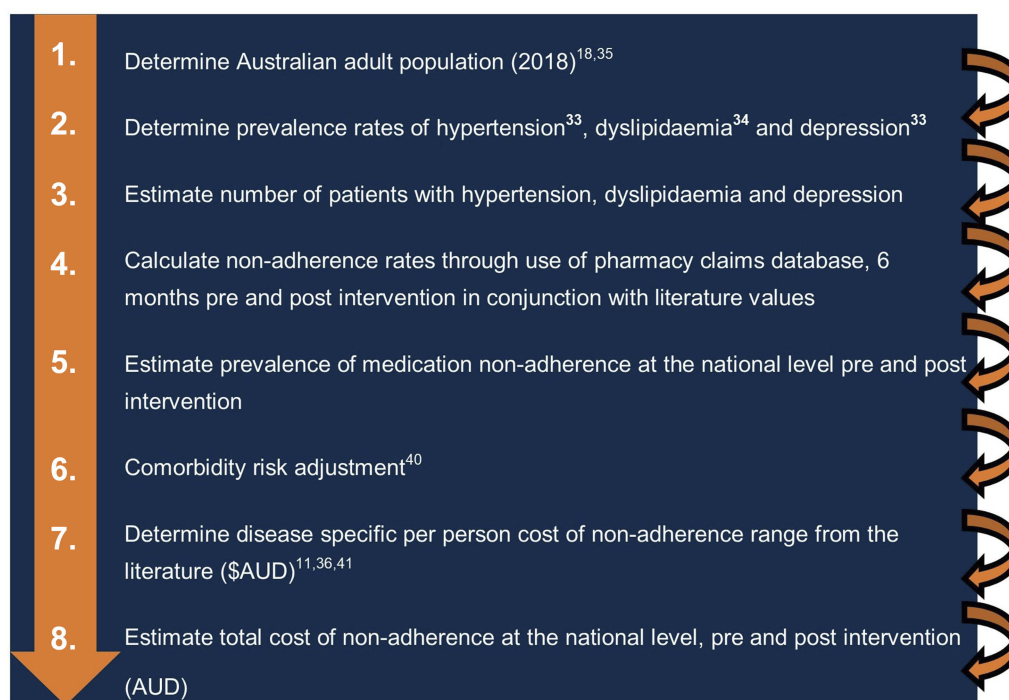 1. Determine Australian adult population (2018)18,35
2. Determine prevalence rates of hypertension33, dyslipidaemia34 and depression33
3. Estimate number of patients with hypertension, dyslipidaemia and depression
4. Calculate non-adherence rates through use of pharmacy claims database, 6
months pre and post intervention in conjunction with literature values
5. Estimate prevalence of medication non-adherence at the national level pre and post
intervention
6. Comorbidity risk adjustment40
7. Determine disease specific per person cost of non-adherence range from the
literature ($AUD)11,36,41
8. Estimate total cost of non-adherence at the national level, pre and post intervention
(AUD)